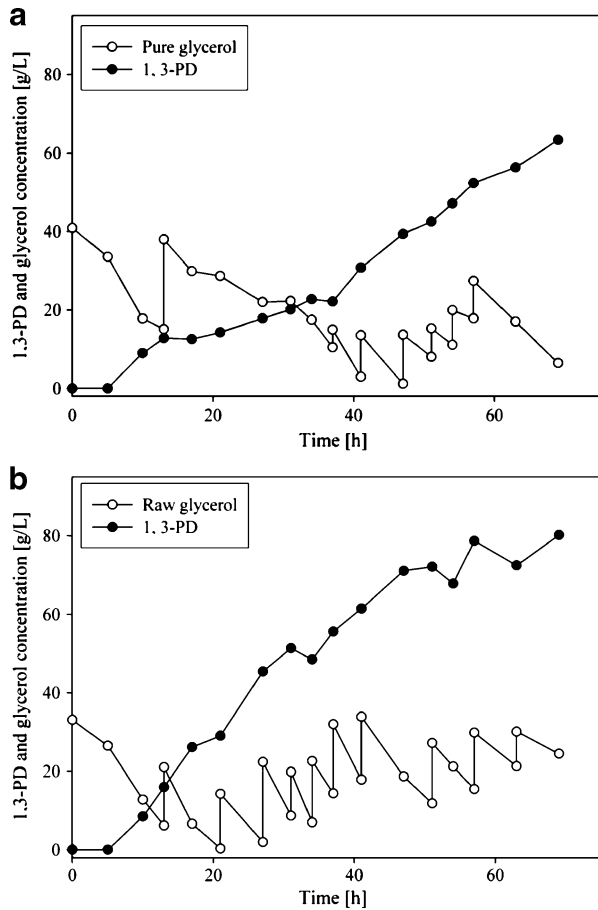 a
Pure glycerol
1, 3-PD
1.3-PD and glycerol concentration [g/L]
80
60
40
20
0
0 20 40 60
Time [h]
b
Raw glycerol
1, 3-PD
1.3-PD and glycerol concentration [g/L]
80
60
40
20
0
0 20 40 60
Time [h]